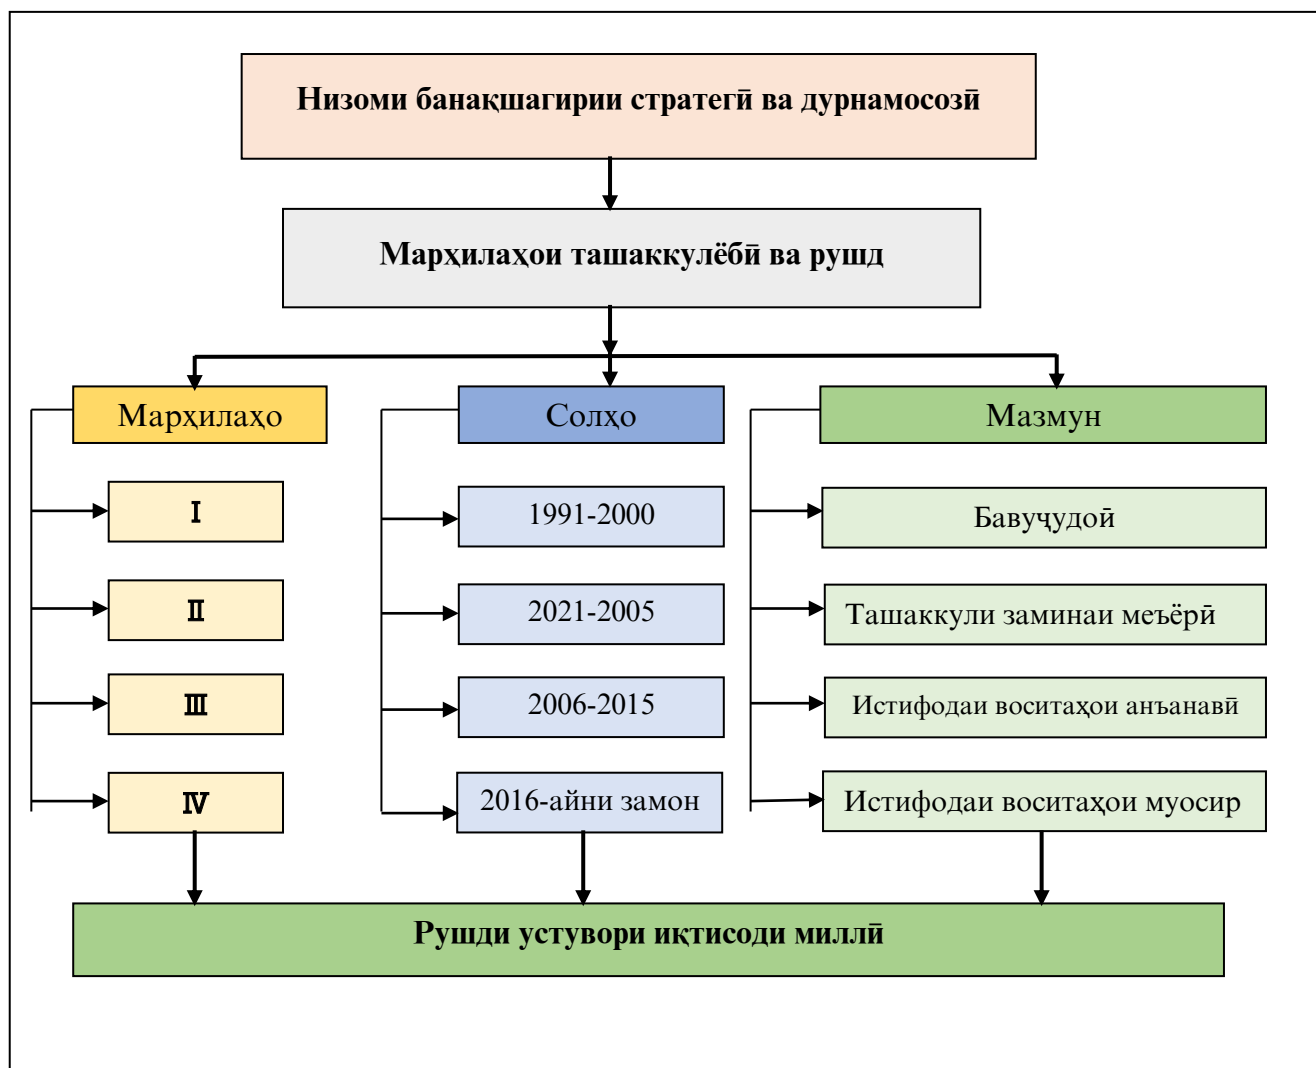 Низоми банақшагирии стратегӣ ва дурнамосозӣ
Марҳилаҳои ташаккулёбӣ ва рушд
Марҳилаҳо
Солҳо
Мазмун
I
1991-2000
Бавуҷудоӣ
II
2021-2005
Ташаккули заминаи меъёрӣ
III
2006-2015
Истифодаи воситаҳои анъанавӣ
IV
2016-айни замон
Истифодаи воситаҳои муосир
Рушди устувори иқтисоди миллӣ